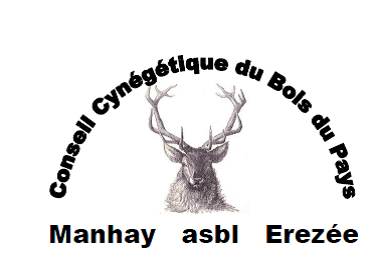 Conseil Cynégétique du Bois du Pays
Manhay asbl Erezée